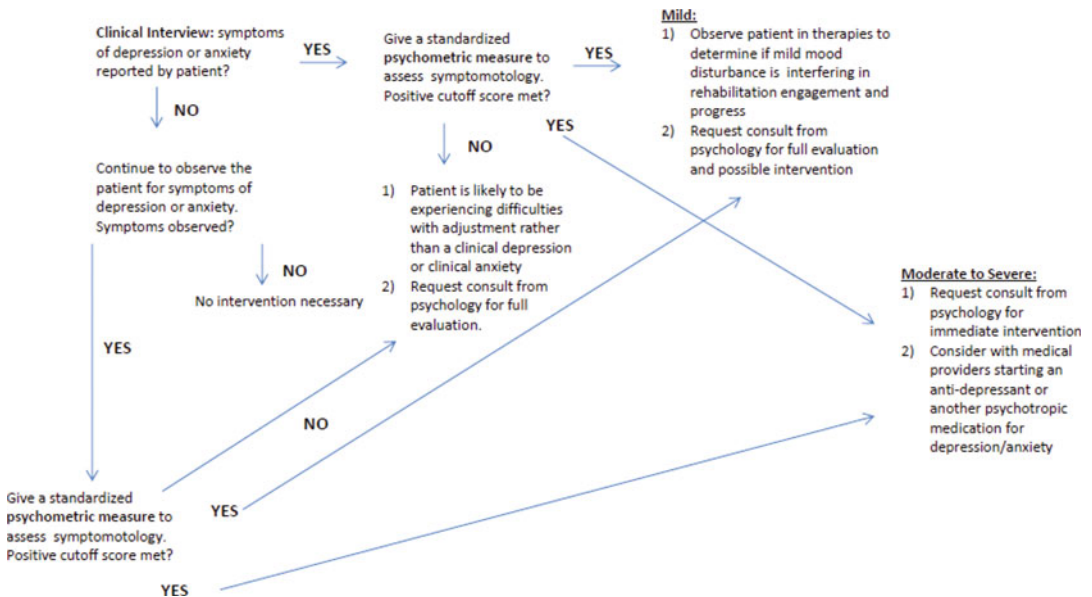 Clinical Interview: symptoms
of depression or anxiety
reported by patient?
YES
Give a standardized
psychometric measure to
assess symptomotology.
Positive cutoff score met?
YES
Mild:
1) Observe patient in therapies to
determine if mild mood
disturbance is interfering in
rehabilitation engagement and
progress
2) Request consult from
psychology for full evaluation
and possible intervention
NO
YES
NO
Continue to observe the
patient for symptoms of
depression or anxiety.
Symptoms observed?
1) Patient is likely to be
experiencing difficulties
with adjustment rather
than a clinical depression
or clinical anxiety
2) Request consult from
psychology for full
evaluation.
NO
No intervention necessary
Moderate to Severe:
1) Request consult from
psychology for
immediate intervention
2) Consider with medical
providers starting an
anti-depressant or
another psychotropic
medication for
depression/anxiety
YES
NO
Give a standardized
psychometric measure to
assess symptomotology.
Positive cutoff score met?
YES
YES